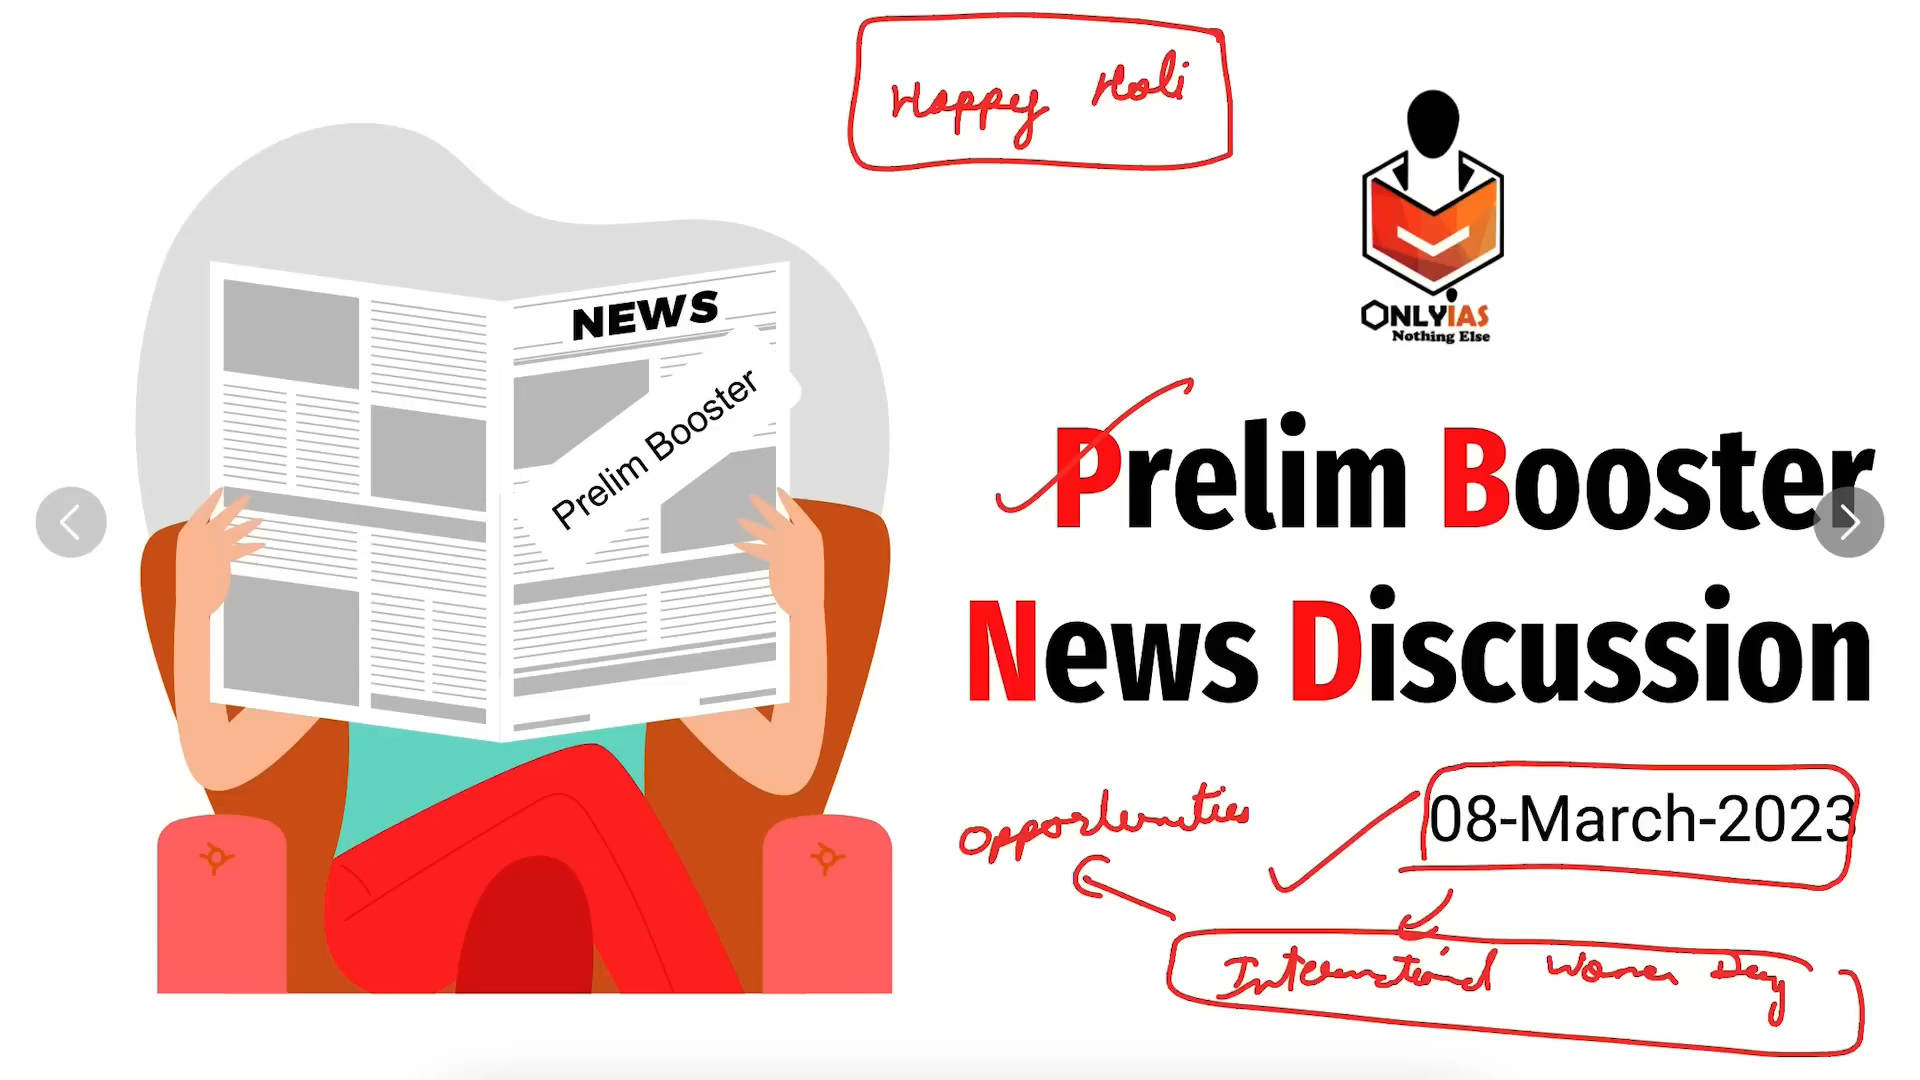 Happy Holi
NEWS
Prelim Booster
ONLYIAS
Nothing Else
Prelim Booster
News Discussion
08-March-2023
Opportunities
International Women Day